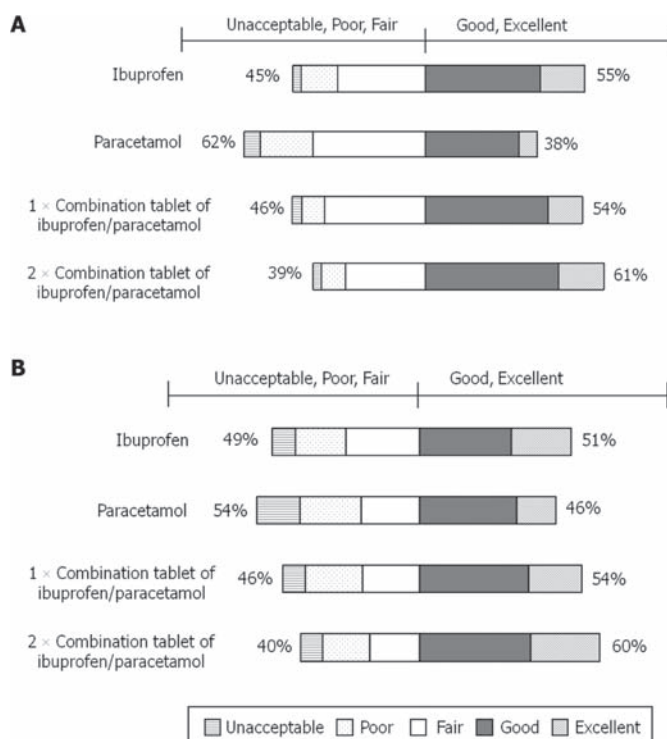 A
Unacceptable, Poor, Fair Good, Excellent
Ibuprofen 45% 55%
Paracetamol 62% 38%
1 × Combination tablet of
ibuprofen/paracetamol 46% 54%
2 × Combination tablet of
ibuprofen/paracetamol 39% 61%
B
Unacceptable, Poor, Fair Good, Excellent
Ibuprofen 49% 51%
Paracetamol 54% 46%
1 × Combination tablet of
ibuprofen/paracetamol 46% 54%
2 × Combination tablet of
ibuprofen/paracetamol 40% 60%
Unacceptable Poor Fair Good Excellent